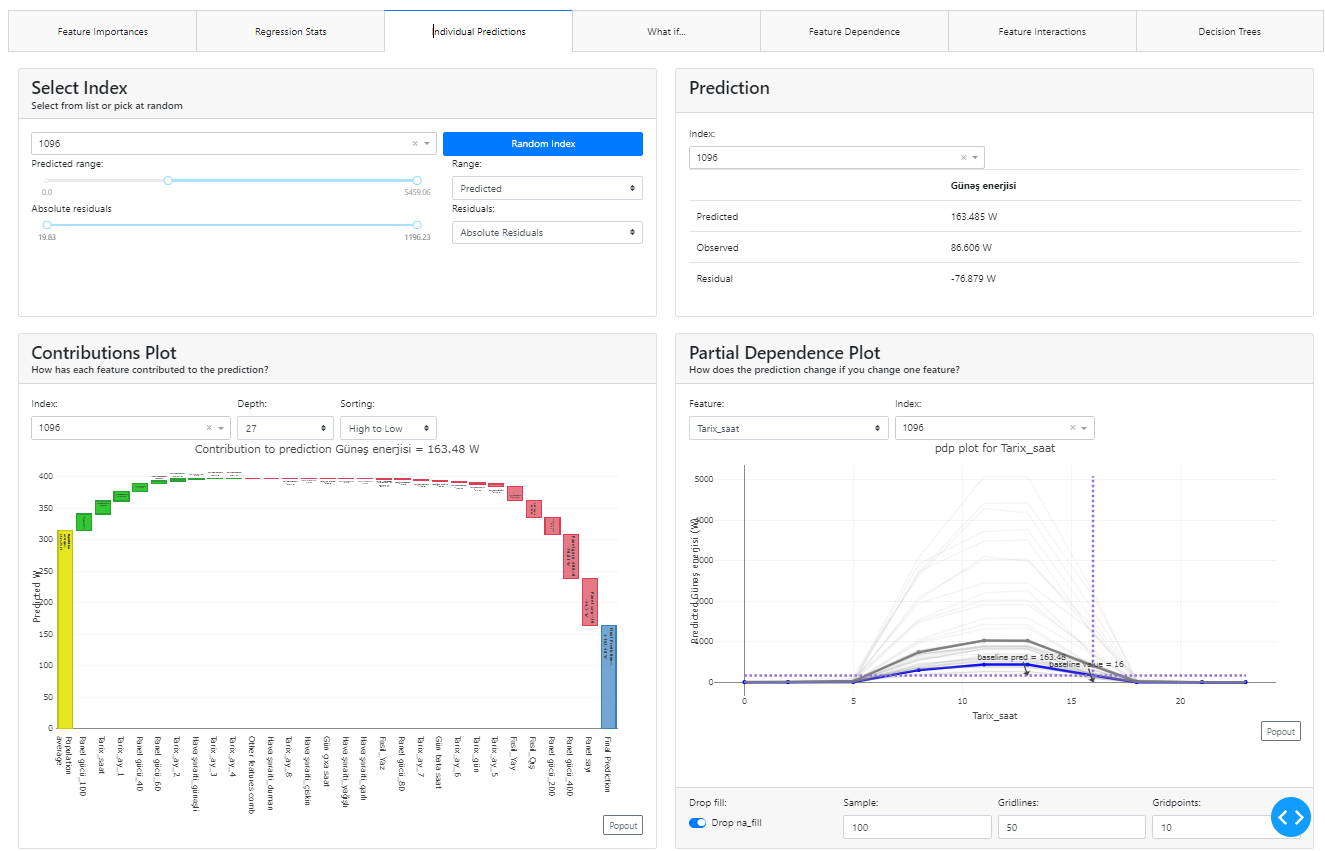 Feature Importances
Regression Stats
Individual Predictions
What if...
Feature Dependence
Feature Interactions
Decision Trees
Select Index
Select from list or pick at random
1096
Random Index
Predicted range:
0.0
5459.06
Range:
Predicted
Absolute residuals
19.83
1196.23
Residuals:
Absolute Residuals
Prediction
Index:
1096
Günəş enerjisi
Predicted 163.485 W
Observed 86.606 W
Residual -76.879 W
Contributions Plot
How has each feature contributed to the prediction?
Index:
1096
Depth:
27
Sorting:
High to Low
Contribution to prediction Günəş enerjisi = 163.48 W
Predicted W
400
350
300
250
200
150
100
50
0
Population average
Panel gücü_100
Tarix_saat
Tarix_ay_1
Panel gücü_40
Panel gücü_60
Tarix_ay_2
Hava şəraiti_günəşli
Tarix_ay_3
Tarix_ay_4
Other features comb
Hava şəraiti_duman
Tarix_ay_8
Hava şəraiti_çiskin
Gün çıxa saat
Hava şəraiti_yağışlı
Hava şəraiti_qarlı
Fəsil_Yaz
Panel gücü_80
Tarix_ay_7
Gün bata saat
Tarix_ay_6
Tarix_gün
Tarix_ay_5
Fəsil_Yay
Fəsil_Qış
Panel gücü_200
Panel gücü_400
Panel sayı
Final Prediction
Popout
Partial Dependence Plot
How does the prediction change if you change one feature?
Feature:
Tarix_saat
Index:
1096
pdp plot for Tarix_saat
Predicted Günəş enerjisi (W)
5000
4000
3000
2000
1000
0
baseline pred = 163.48
baseline value = 16
0
5
10
15
20
Tarix_saat
Popout
Drop fill:
Drop na_fill
Sample:
100
Gridlines:
50
Gridpoints:
10